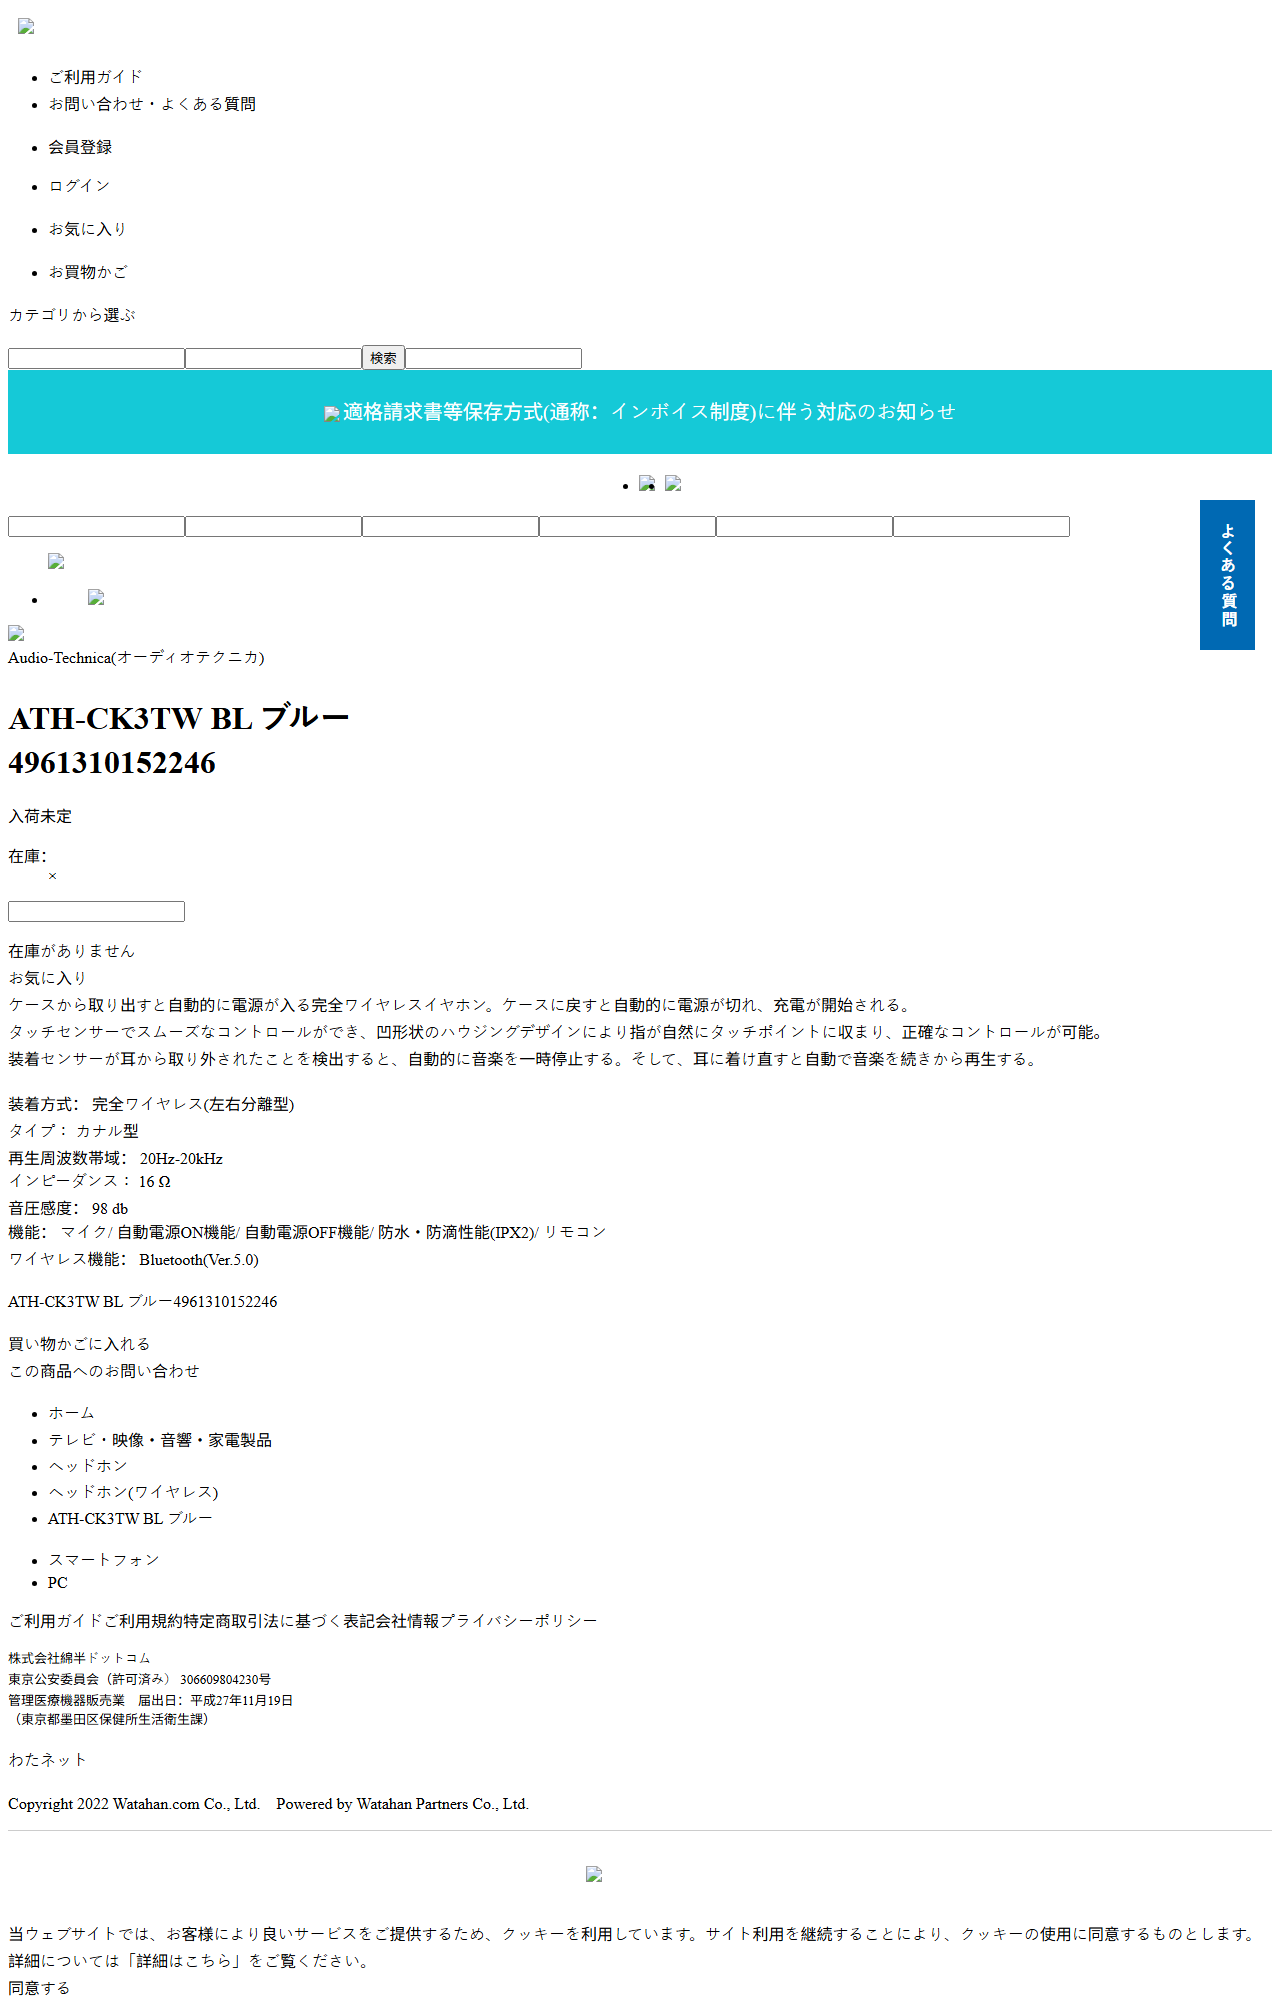 ご利用ガイド
お問い合わせ・よくある質問
会員登録
ログイン
お気に入り
お買物かご
カテゴリから選ぶ
検索
適格請求書等保存方式(通称：インボイス制度)に伴う対応のお知らせ
よくある質問
Audio-Technica(オーディオテクニカ)
ATH-CK3TW BL ブルー
4961310152246
入荷未定
在庫：
×
在庫がありません
お気に入り
ケースから取り出すと自動的に電源が入る完全ワイヤレスイヤホン。ケースに戻すと自動的に電源が切れ、充電が開始される。
タッチセンサーでスムーズなコントロールができ、凹形状のハウジングデザインにより指が自然にタッチポイントに収まり、正確なコントロールが可能。
装着センサーが耳から取り外されたことを検出すると、自動的に音楽を一時停止する。そして、耳に着け直すと自動で音楽を続きから再生する。
装着方式： 完全ワイヤレス(左右分離型)
タイプ： カナル型
再生周波数帯域： 20Hz-20kHz
インピーダンス： 16 Ω
音圧感度： 98 db
機能： マイク/ 自動電源ON機能/ 自動電源OFF機能/ 防水・防滴性能(IPX2)/ リモコン
ワイヤレス機能： Bluetooth(Ver.5.0)
ATH-CK3TW BL ブルー4961310152246
買い物かごに入れる
この商品へのお問い合わせ
ホーム
テレビ・映像・音響・家電製品
ヘッドホン
ヘッドホン(ワイヤレス)
ATH-CK3TW BL ブルー
スマートフォン
PC
ご利用ガイドご利用規約特定商取引法に基づく表記会社情報プライバシーポリシー
株式会社綿半ドットコム
東京公安委員会（許可済み） 306609804230号
管理医療機器販売業　届出日：平成27年11月19日
（東京都墨田区保健所生活衛生課）
わたネット
Copyright 2022 Watahan.com Co., Ltd.　Powered by Watahan Partners Co., Ltd.
当ウェブサイトでは、お客様により良いサービスをご提供するため、クッキーを利用しています。サイト利用を継続することにより、クッキーの使用に同意するものとします。
詳細については「詳細はこちら」をご覧ください。
同意する